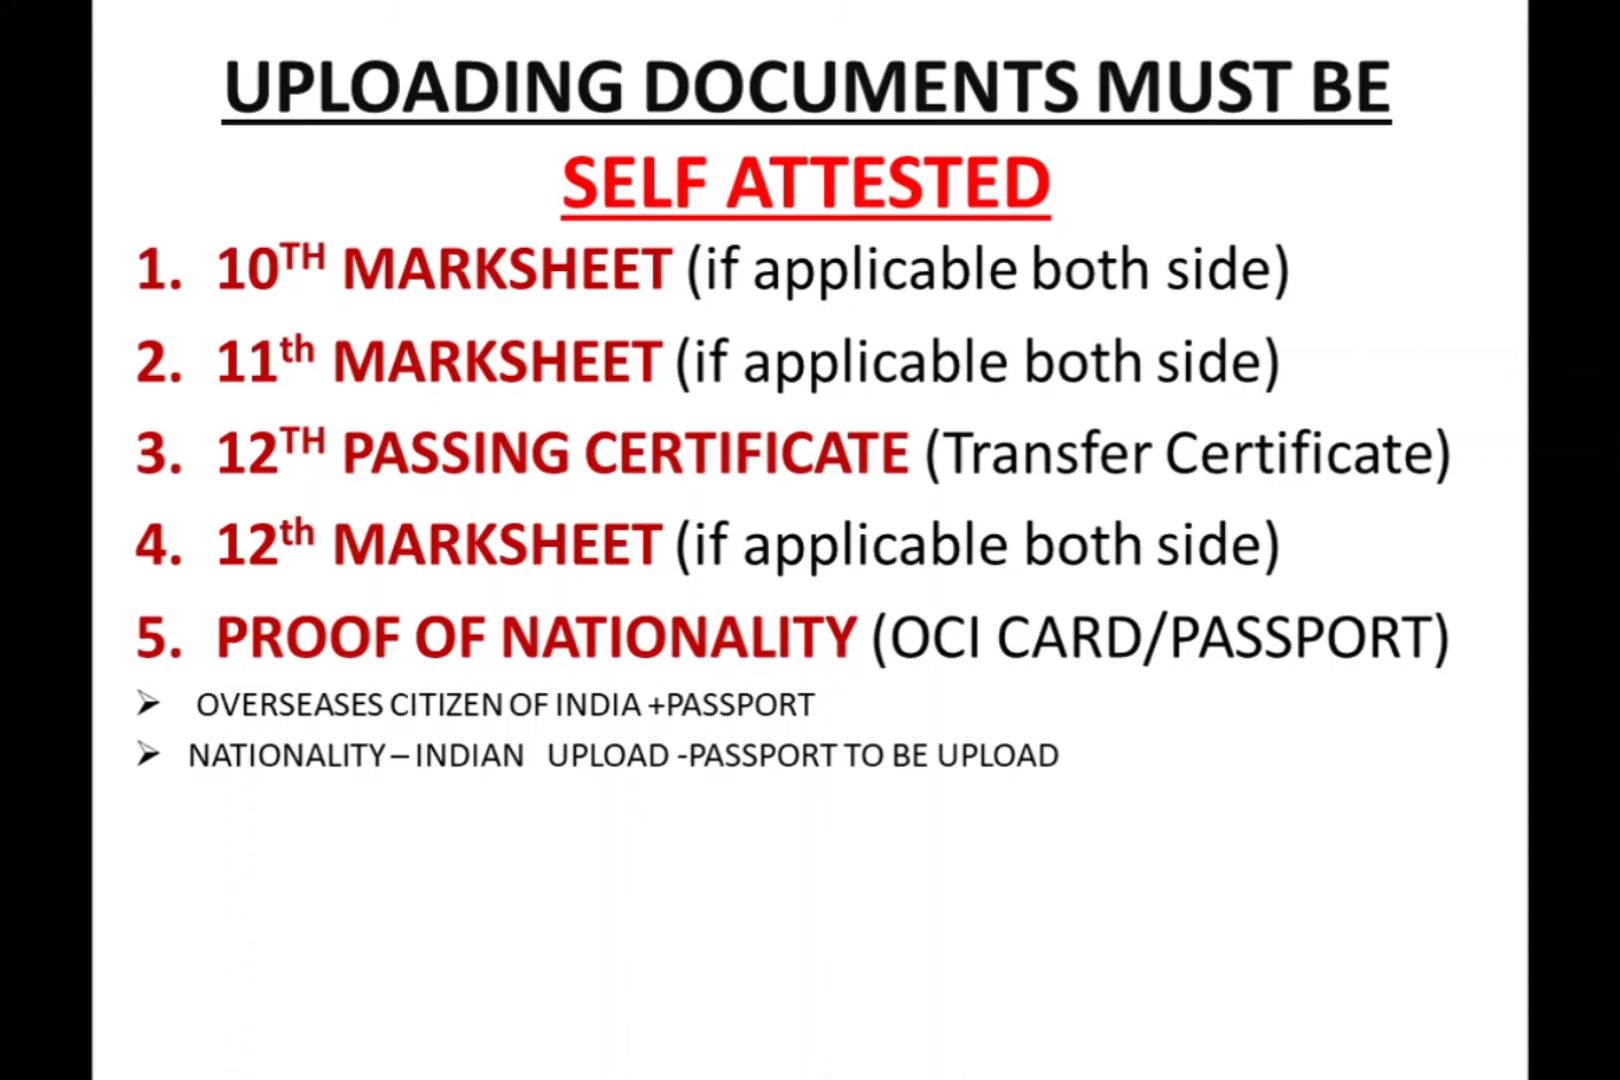 UPLOADING DOCUMENTS MUST BE
SELF ATTESTED
1. 10TH MARKSHEET (if applicable both side)
2. 11th MARKSHEET (if applicable both side)
3. 12TH PASSING CERTIFICATE (Transfer Certificate)
4. 12th MARKSHEET (if applicable both side)
5. PROOF OF NATIONALITY (OCI CARD/PASSPORT)
➢ OVERSEASES CITIZEN OF INDIA +PASSPORT
➢ NATIONALITY – INDIAN UPLOAD -PASSPORT TO BE UPLOAD